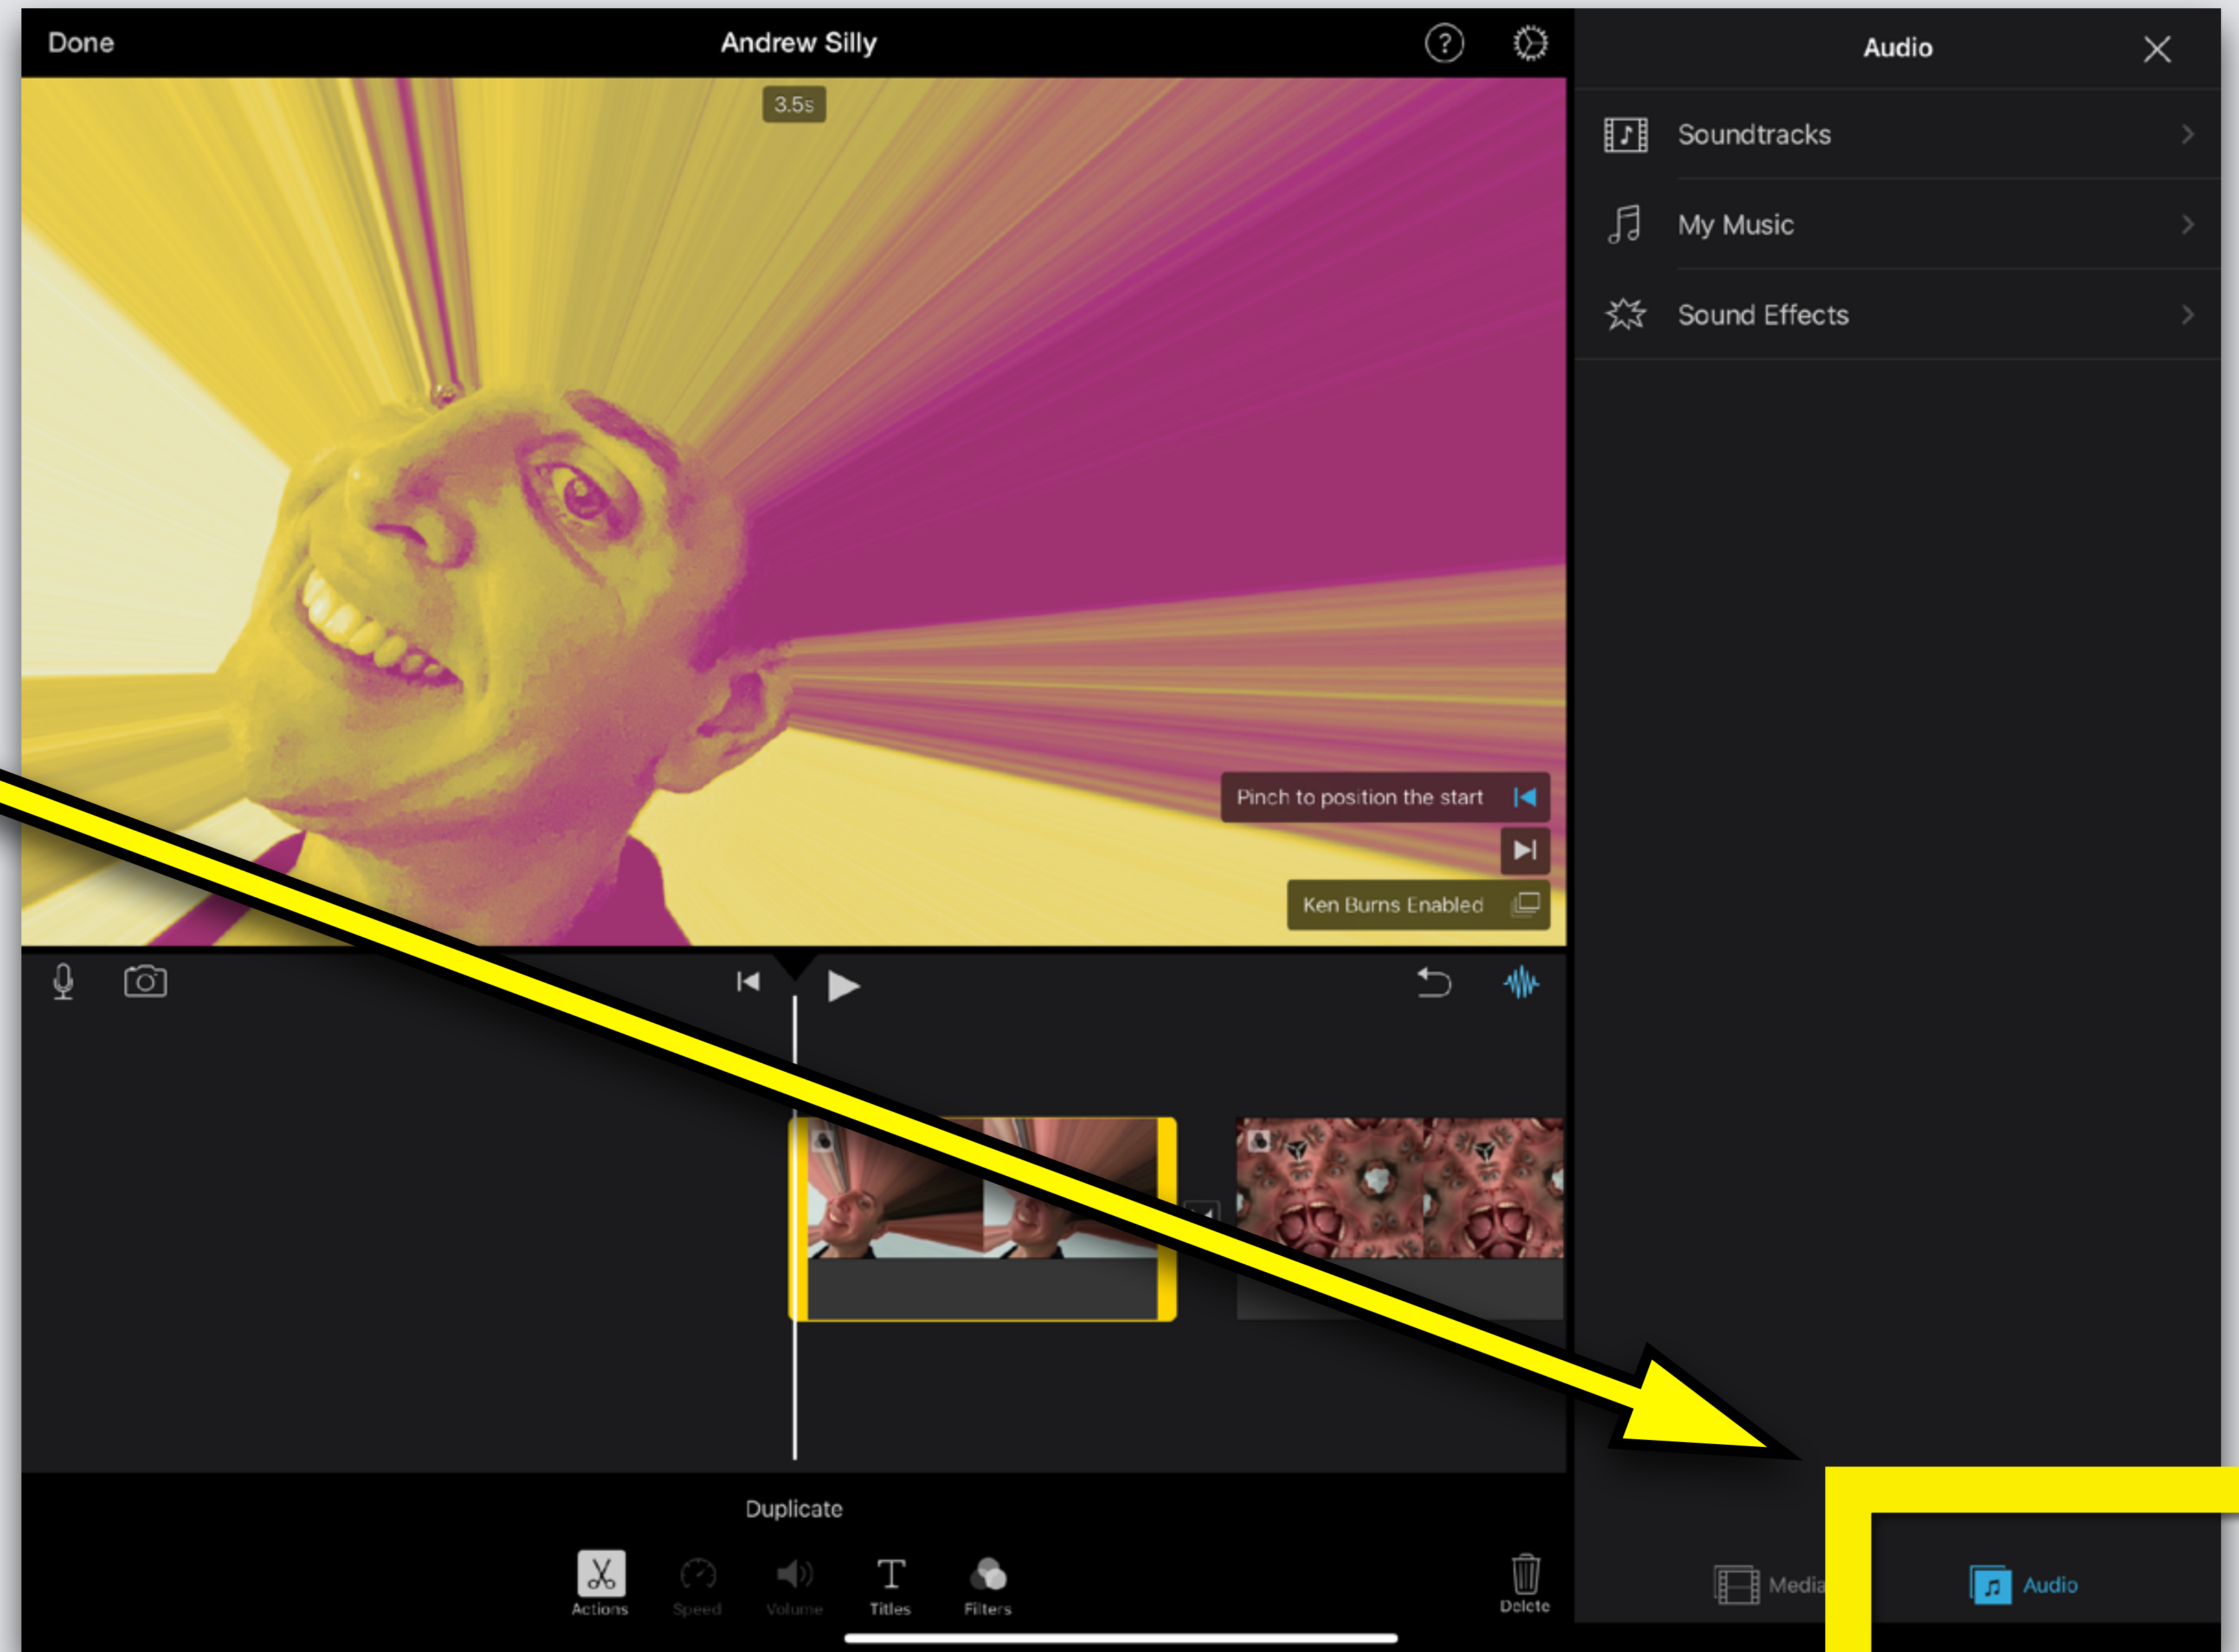 Done
Andrew Silly
?
Audio
3.5s
Soundtracks
My Music
Sound Effects
Pinch to position the start
Ken Burns Enabled
Duplicate
Actions
Speed
Volume
T
Titles
Filters
Delete
Media
Audio